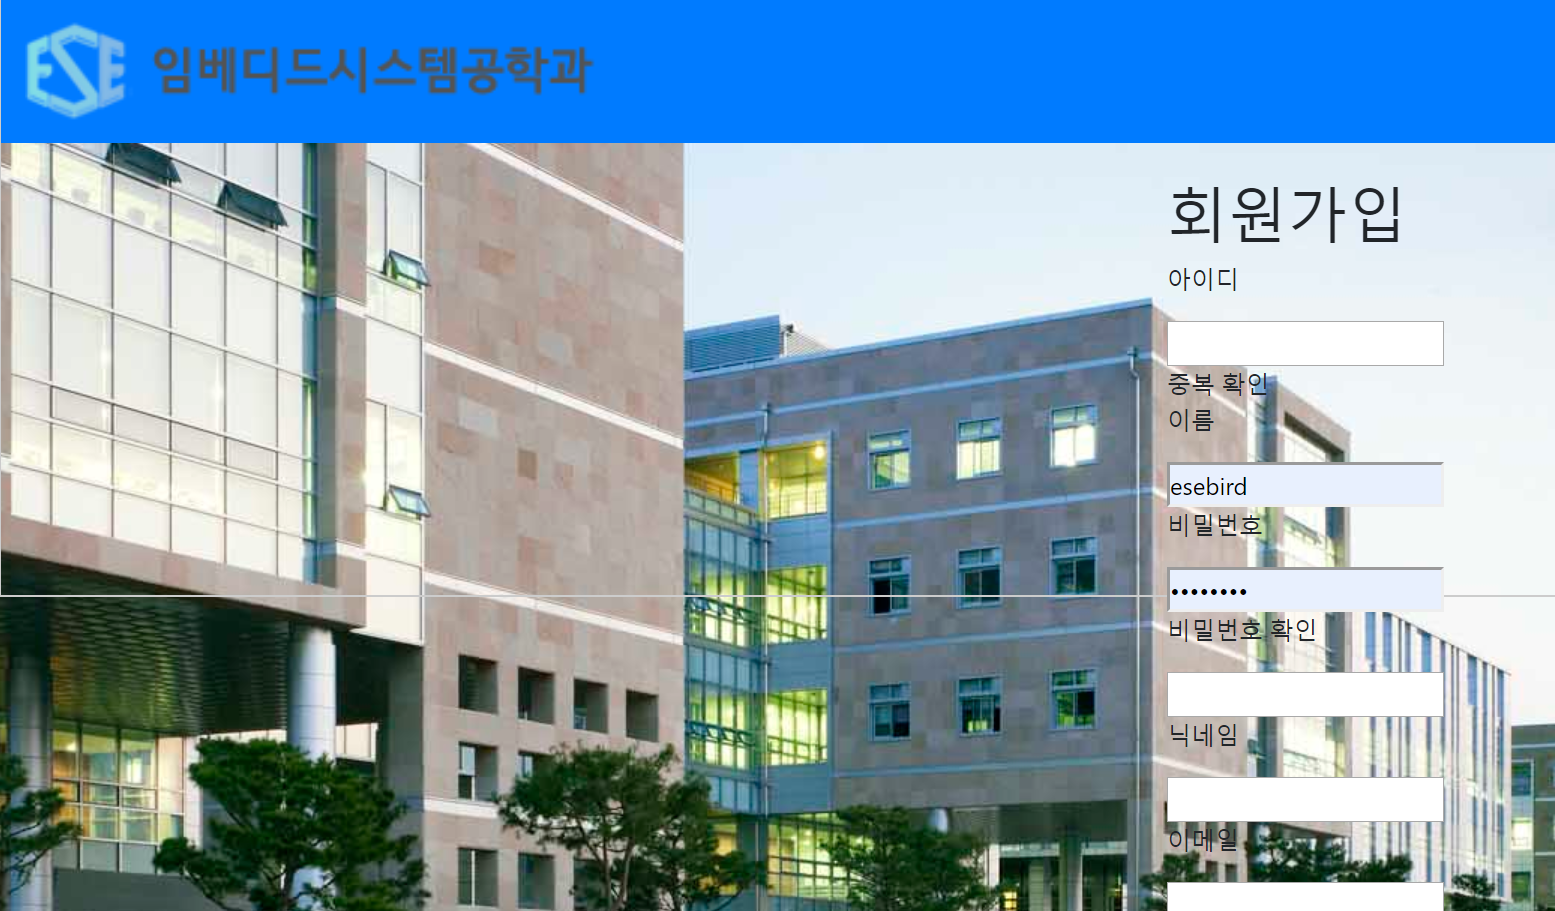 ESE 임베디드시스템공학과
회원가입
아이디
중복 확인
이름
esebird
비밀번호
••••••••
비밀번호 확인
닉네임
이메일